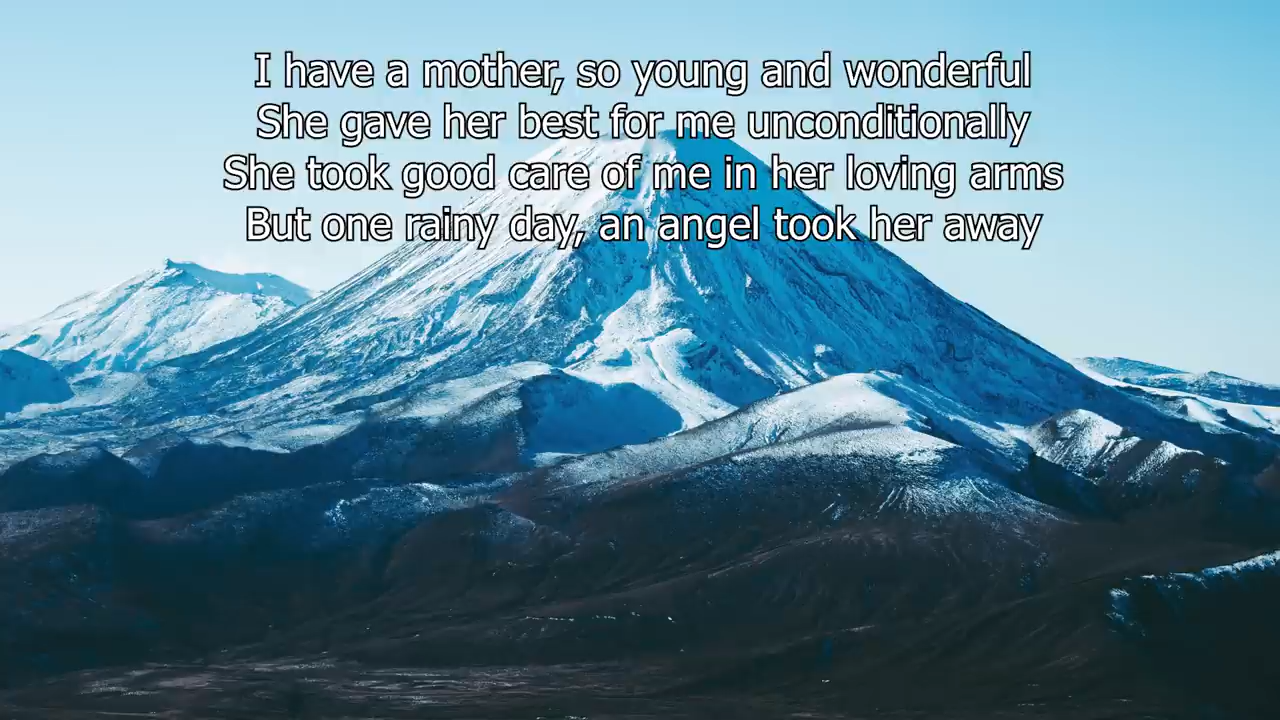 I have a mother, so young and wonderful
She gave her best for me unconditionally
She took good care of me in her loving arms
But one rainy day, an angel took her away